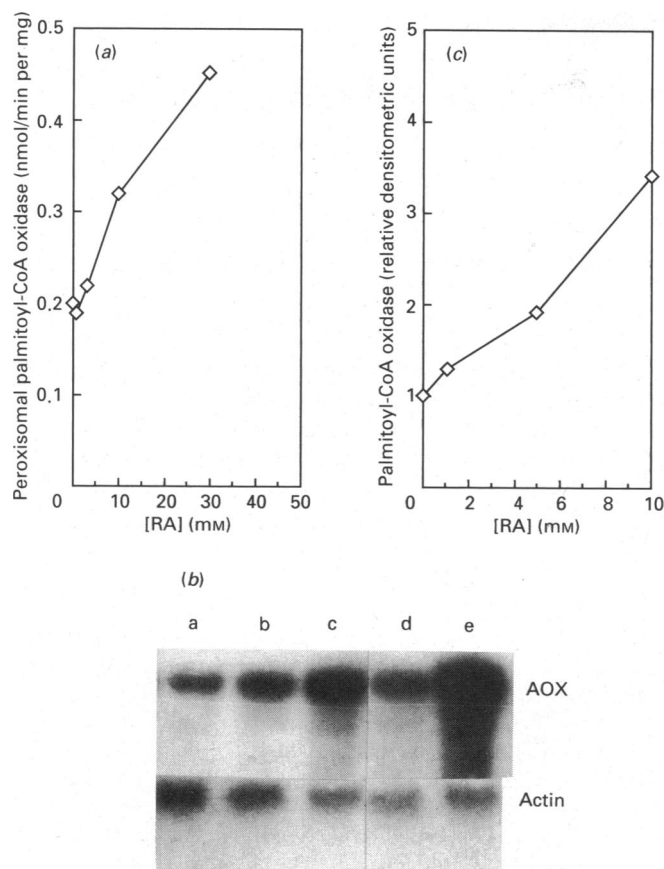 (a)
Peroxisomal palmitoyl-CoA oxidase (nmol/min per mg)
0.5
0.4
0.3
0.2
0.1
0 10 20 30 40 50
[RA] (mM)
(c)
Palmitoyl-CoA oxidase (relative densitometric units)
5
4
3
2
1
0 2 4 6 8 10
[RA] (mM)
(b)
a b c d e
AOX
Actin